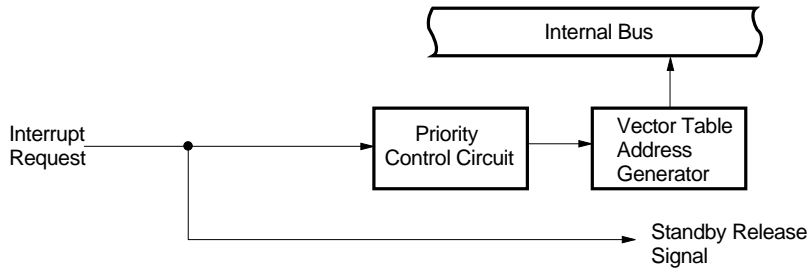 Internal Bus
Interrupt
Request
Priority
Control Circuit
Vector Table
Address
Generator
Standby Release
Signal